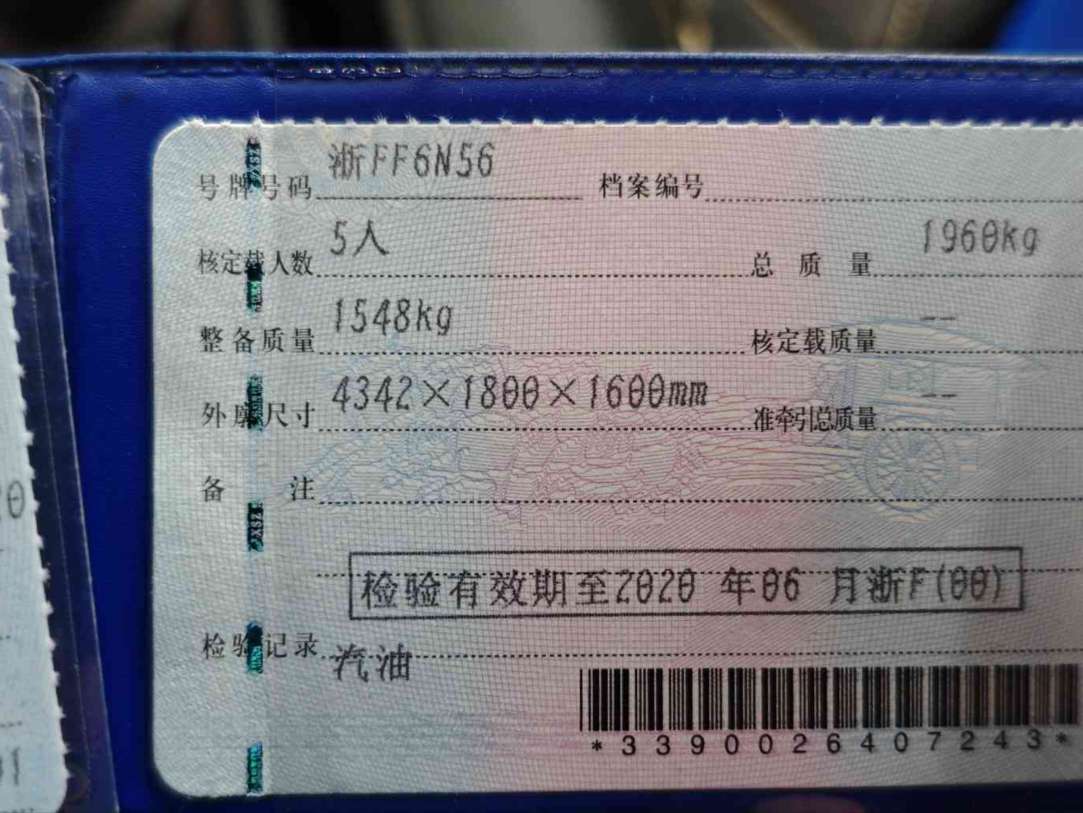 号牌号码 浙FF6N56 档案编号
核定载人数 5人 总质量 1960kg
整备质量 1548kg 核定载质量 --
外廓尺寸 4342×1800×1600mm 准牵引总质量 --
备注
检验有效期至2020 年06 月浙F(00)
检验记录 汽油
*3390026407243*